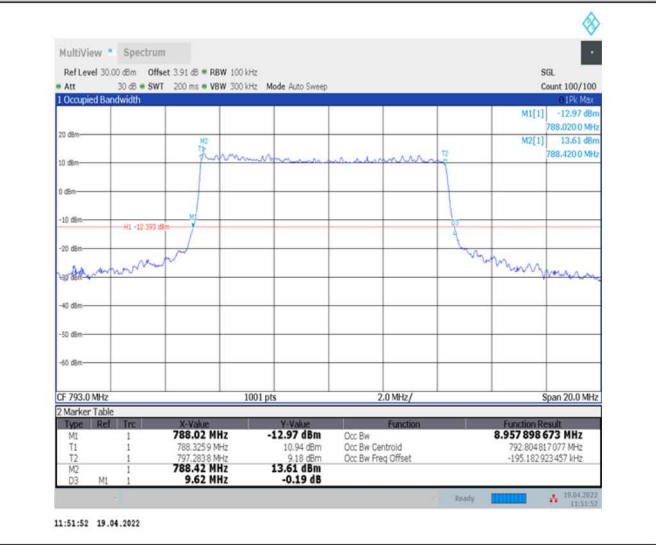 MultiView Spectrum
Ref Level 30.00 dBm Offset 3.91 dB RBW 100 kHz SGL
Att 30 dB SWT 200 ms VBW 300 kHz Mode Auto Sweep Count 100/100
1 Occupied Bandwidth 1Pk Max
M1[1] -12.97 dBm
788.0200 MHz
M2[1] 13.61 dBm
788.4200 MHz
20 dBm
M2
T1
T2
10 dBm
0 dBm
-10 dBm
M1
H1 -12.393 dBm
D3
-20 dBm
-30 dBm
-40 dBm
-50 dBm
-60 dBm
CF 793.0 MHz 1001 pts 2.0 MHz/ Span 20.0 MHz
2 Marker Table
Type Ref Trc X-Value Y-Value Function Function Result
M1 1 788.02 MHz -12.97 dBm Occ Bw 8.957 898 673 MHz
T1 1 788.3259 MHz 10.94 dBm Occ Bw Centroid 792.804817077 MHz
T2 1 797.2838 MHz 9.18 dBm Occ Bw Freq Offset -195.182923457 kHz
M2 1 788.42 MHz 13.61 dBm
D3 M1 1 9.62 MHz -0.19 dB
Ready 19.04.2022
11:51:52
11:51:52 19.04.2022